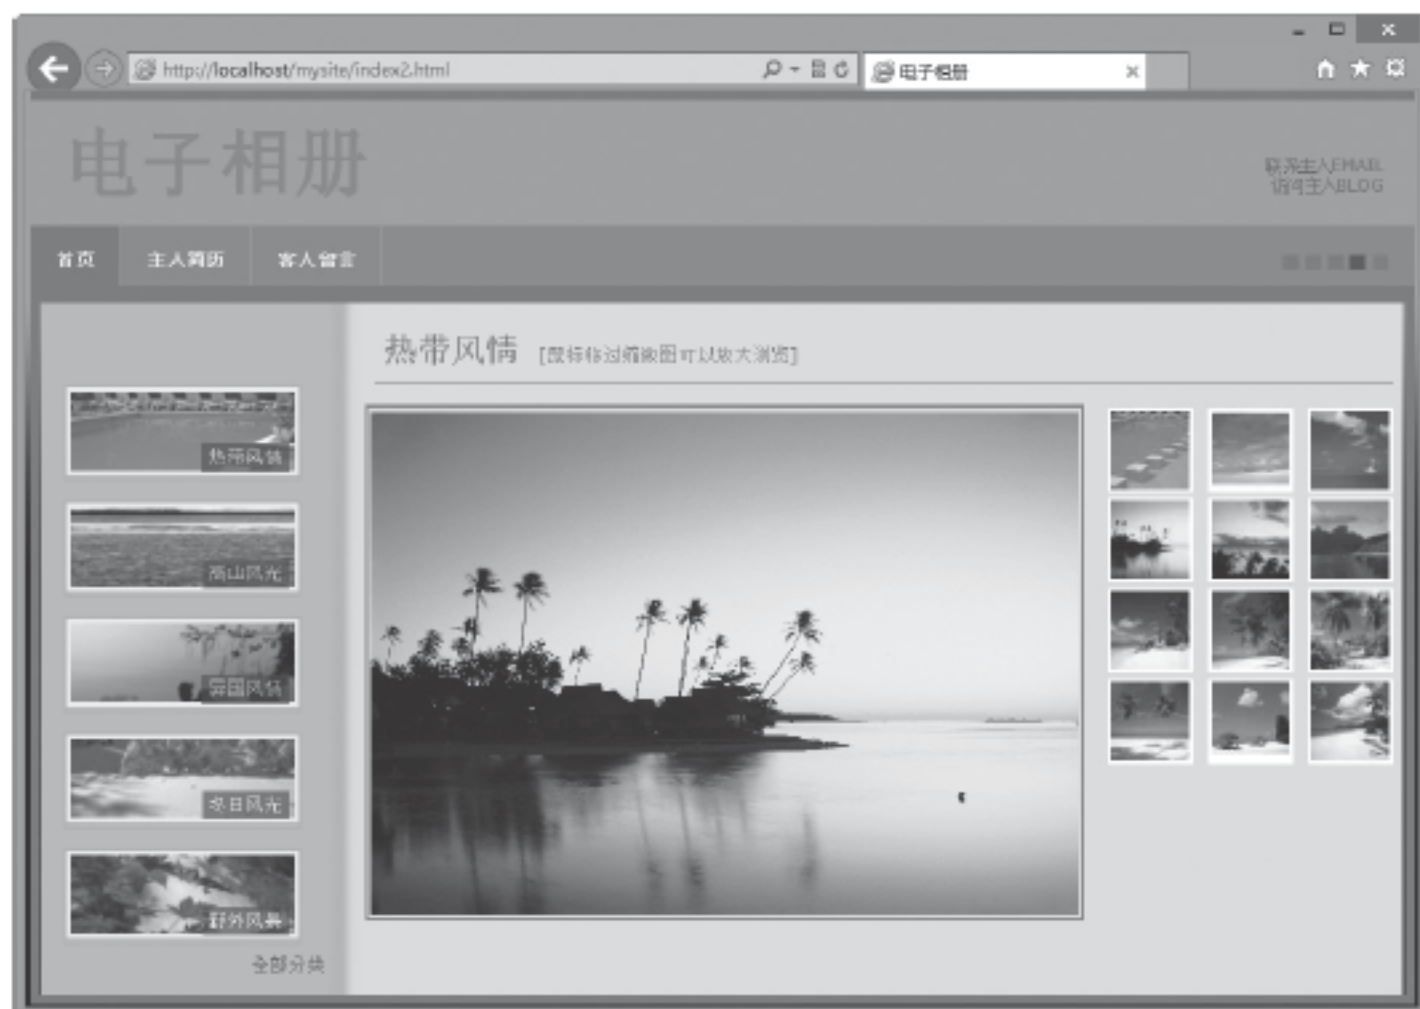 http://localhost/mysite/index2.html
电子相册
电子相册
联系主人EMAIL
访问主人BLOG
首页 主人简历 客人留言
热带风情 [鼠标移过缩微图可以放大浏览]
热带风情
高山风光
异国风情
冬日风光
野外风景
全部分类